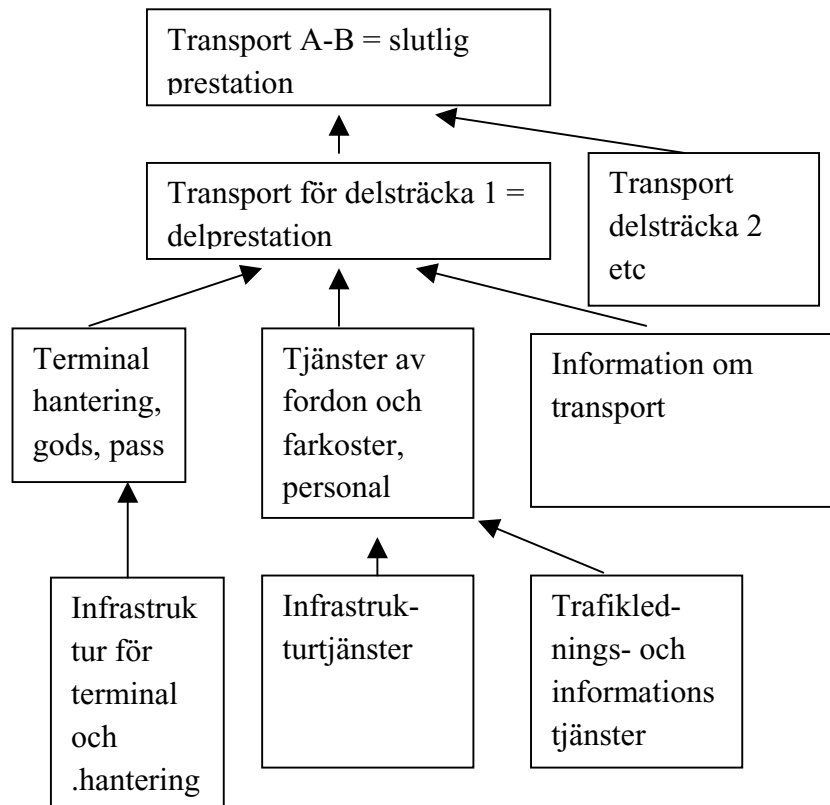 Transport A-B = slutlig
prestation
Transport för delsträcka 1 =
delprestation
Transport
delsträcka 2
etc
Terminal
hantering,
gods, pass
Tjänster av
fordon och
farkoster,
personal
Information om
transport
Infrastruk
tur för
terminal
och
.hantering
Infrastruk-
turtjänster
Trafikled-
nings- och
informations
tjänster